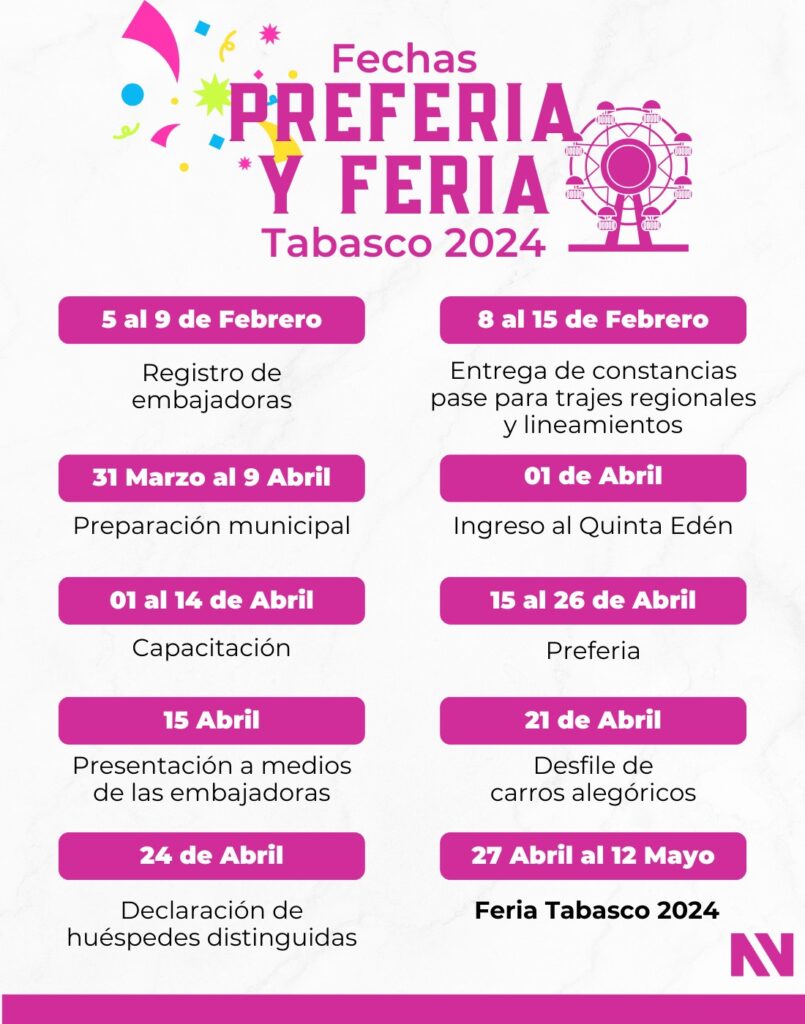 Fechas
PREFERIA
Y FERIA
Tabasco 2024
5 al 9 de Febrero
Registro de
embajadoras
8 al 15 de Febrero
Entrega de constancias
pase para trajes regionales
y lineamientos
31 Marzo al 9 Abril
Preparación municipal
01 de Abril
Ingreso al Quinta Edén
01 al 14 de Abril
Capacitación
15 al 26 de Abril
Preferia
15 Abril
Presentación a medios
de las embajadoras
21 de Abril
Desfile de
carros alegóricos
24 de Abril
Declaración de
huéspedes distinguidas
27 Abril al 12 Mayo
Feria Tabasco 2024